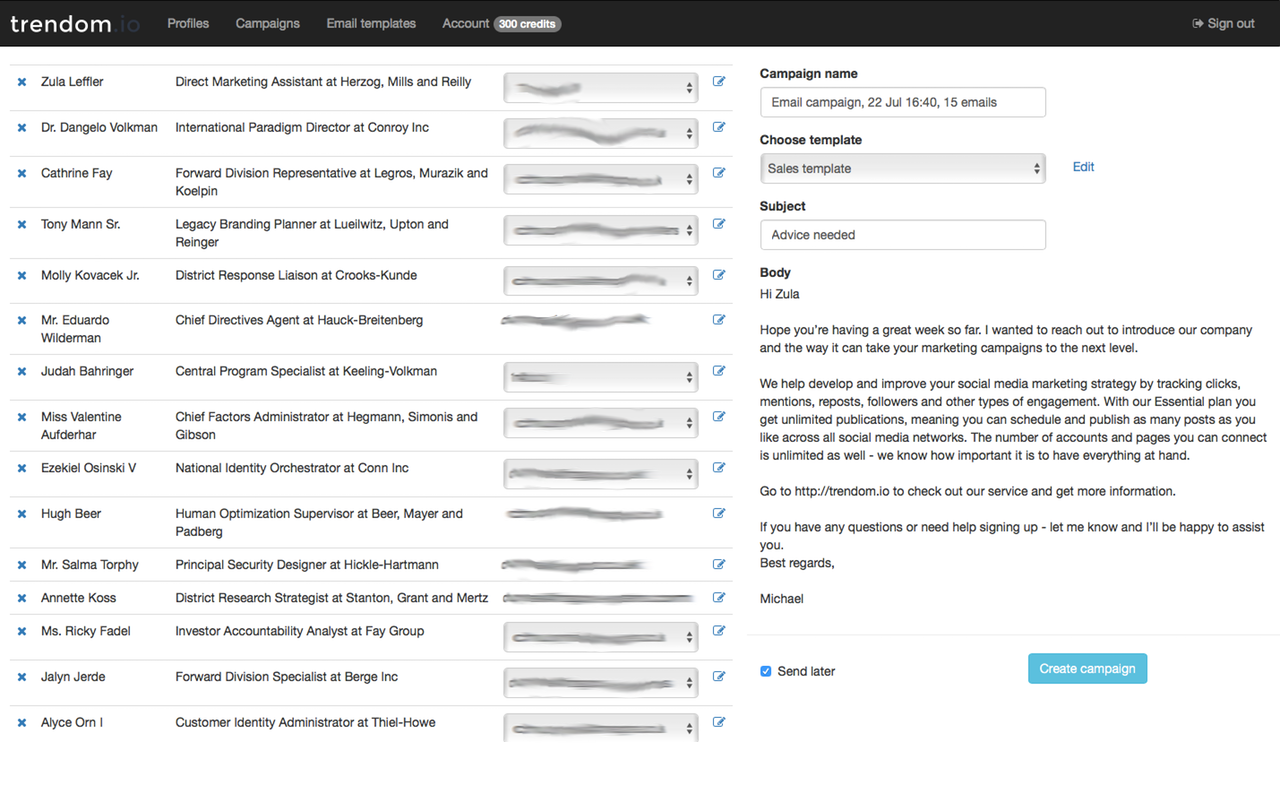 trendom.io Profiles Campaigns Email templates Account 300 credits Sign out
Zula Leffler Direct Marketing Assistant at Herzog, Mills and Reilly
Dr. Dangelo Volkman International Paradigm Director at Conroy Inc
Cathrine Fay Forward Division Representative at Legros, Murazik and
Koelpin
Tony Mann Sr. Legacy Branding Planner at Lueilwitz, Upton and
Reinger
Molly Kovacek Jr. District Response Liaison at Crooks-Kunde
Mr. Eduardo Chief Directives Agent at Hauck-Breitenberg
Wilderman
Judah Bahringer Central Program Specialist at Keeling-Volkman
Miss Valentine Chief Factors Administrator at Hegmann, Simonis and
Aufderhar Gibson
Ezekiel Osinski V National Identity Orchestrator at Conn Inc
Hugh Beer Human Optimization Supervisor at Beer, Mayer and
Padberg
Mr. Salma Torphy Principal Security Designer at Hickle-Hartmann
Annette Koss District Research Strategist at Stanton, Grant and Mertz
Ms. Ricky Fadel Investor Accountability Analyst at Fay Group
Jalyn Jerde Forward Division Specialist at Berge Inc
Alyce Orn I Customer Identity Administrator at Thiel-Howe
Campaign name
Email campaign, 22 Jul 16:40, 15 emails
Choose template
Sales template Edit
Subject
Advice needed
Body
Hi Zula
Hope you're having a great week so far. I wanted to reach out to introduce our company
and the way it can take your marketing campaigns to the next level.
We help develop and improve your social media marketing strategy by tracking clicks,
mentions, reposts, followers and other types of engagement. With our Essential plan you
get unlimited publications, meaning you can schedule and publish as many posts as you
like across all social media networks. The number of accounts and pages you can connect
is unlimited as well - we know how important it is to have everything at hand.
Go to http://trendom.io to check out our service and get more information.
If you have any questions or need help signing up - let me know and I'll be happy to assist
you.
Best regards,
Michael
Send later Create campaign